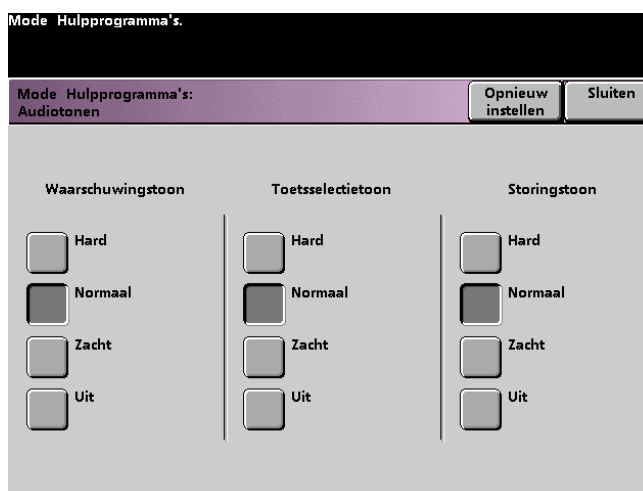 Mode Hulpprogramma's.
Mode Hulpprogramma's:
Audiotonen
Opnieuw
instellen
Sluiten
Waarschuwingstoon
Toetsselectietoon
Storingstoon
Hard
Hard
Hard
Normaal
Normaal
Normaal
Zacht
Zacht
Zacht
Uit
Uit
Uit